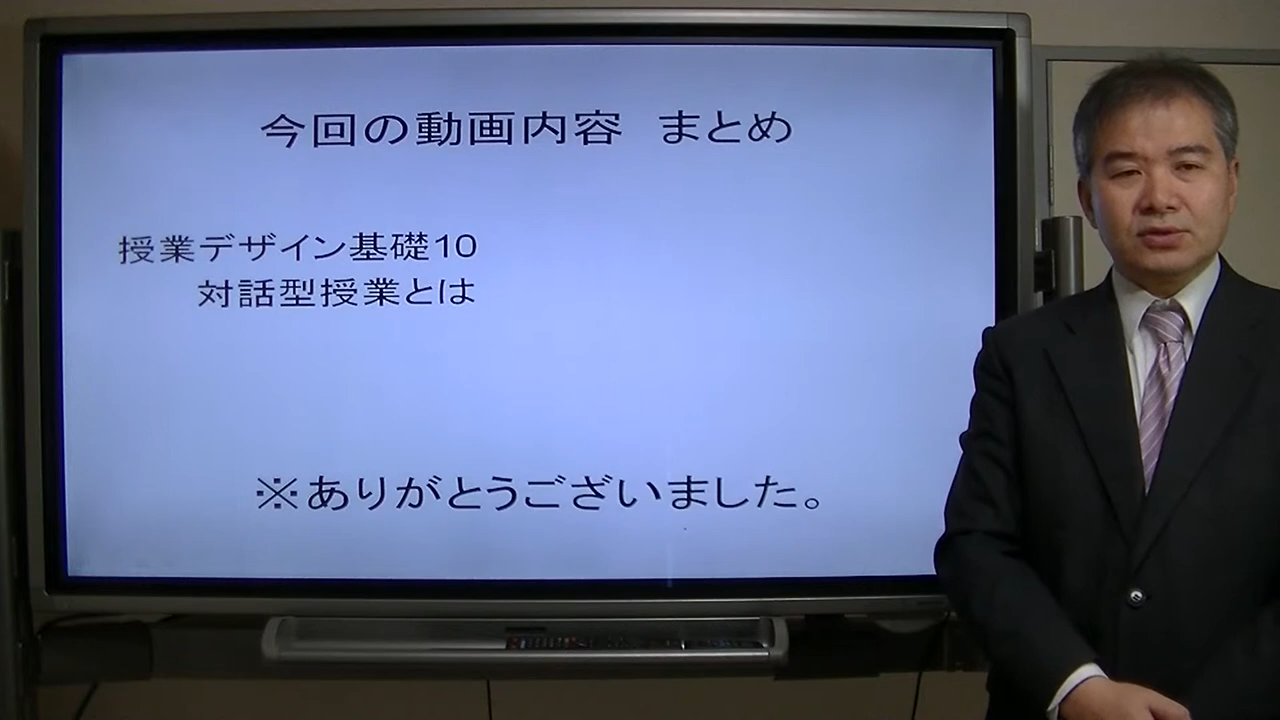 今回の動画内容　まとめ
授業デザイン基礎10
対話型授業とは
※ありがとうございました。